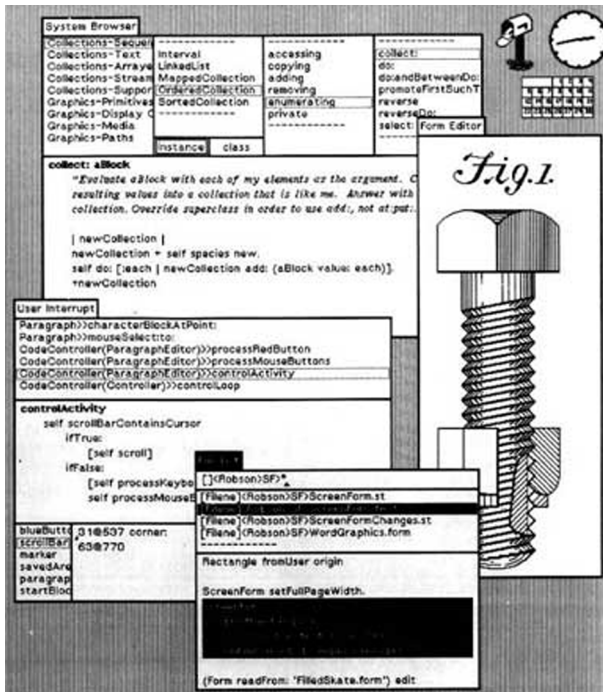 System Browser
Collections-Sequen
Collections-Text
Collections-Arraye
Collections-Stream
Collections-Suppor
Graphics-Primitives
Graphics-Display
Graphics-Media
Graphics-Paths
------------
Interval
LinkedList
MappedCollection
OrderedCollection
SortedCollection
------------
instance
class
------------
accessing
copying
adding
removing
enumerating
private
------------
------------
collect:
do:
do:andBetweenDo:
promoteFirstSuchT
reverse
reverseDo:
select:
Form Editor
collect: aBlock
"Evaluate aBlock with each of my elements as the argument. C
resulting values into a collection that is like me. Answer with
collection. Override superclass in order to use add:, not at:put:.
| newCollection |
newCollection ← self species new.
self do: [:each | newCollection add: (aBlock value: each)].
↑newCollection
Fig.1.
User Interrupt
Paragraph>>characterBlockAtPoint:
Paragraph>>mouseSelect:to:
CodeController(ParagraphEditor)>>processRedButton
CodeController(ParagraphEditor)>>processMouseButtons
CodeController(ParagraphEditor)>>controlActivity
CodeController(Controller)>>controlLoop
controlActivity
self scrollBarContainsCursor
ifTrue:
[self scroll]
ifFalse:
[self processKeybo
self processMouseB
blueButto
scrollBar
marker
savedAre
paragrap
startBloc
31@537 corner:
63@770
[]<Robson>SF>*
[Filene]<Robson>SF>ScreenForm.st
[Filene]<Robson>SF>ScreenFormChanges.st
[Filene]<Robson>SF>WordGraphics.form
------------
Rectangle fromUser origin
ScreenForm setFullPageWidth.
(Form readFrom: 'FilledSkate.form') edit